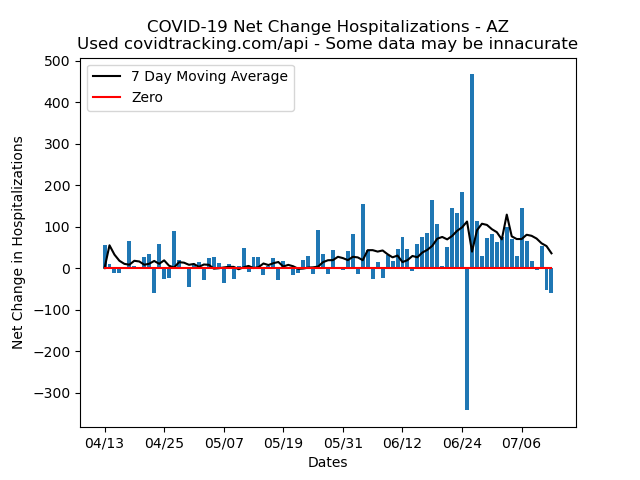 COVID-19 Net Change Hospitalizations - AZ
Used covidtracking.com/api - Some data may be innacurate
7 Day Moving Average
Zero
Net Change in Hospitalizations
500
400
300
200
100
0
−100
−200
−300
04/13 04/25 05/07 05/19 05/31 06/12 06/24 07/06
Dates